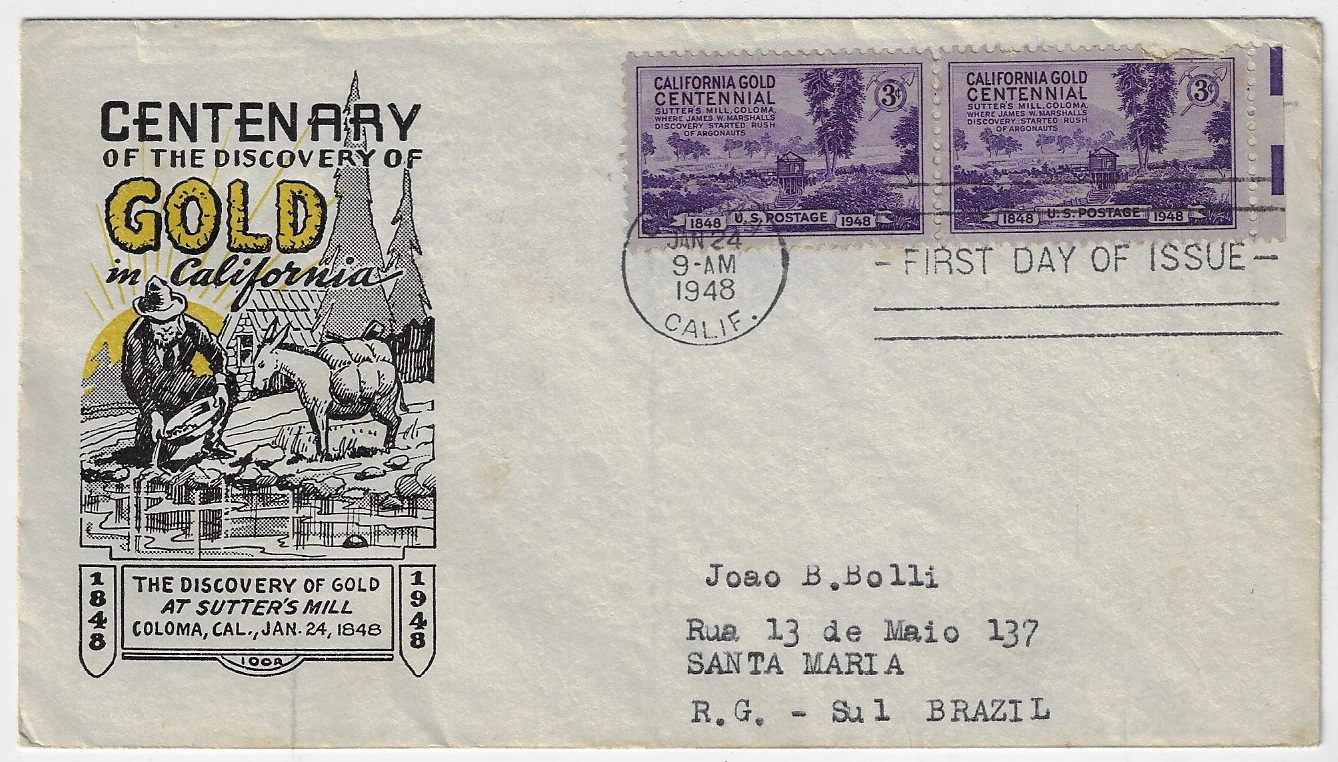 CENTENARY
OF THE DISCOVERY OF
GOLD
in California
1848
THE DISCOVERY OF GOLD
AT SUTTER'S MILL
COLOMA, CAL., JAN. 24, 1848
1948
100A
CALIFORNIA GOLD
CENTENNIAL
SUTTER'S MILL, COLOMA,
WHERE JAMES W. MARSHALLS
DISCOVERY STARTED RUSH
OF ARGONAUTS
3¢
1848 U.S. POSTAGE 1948
CALIFORNIA GOLD
CENTENNIAL
SUTTER'S MILL, COLOMA,
WHERE JAMES W. MARSHALLS
DISCOVERY STARTED RUSH
OF ARGONAUTS
3¢
1848 U.S. POSTAGE 1948
JAN 24
9-AM
1948
CALIF.
- FIRST DAY OF ISSUE -
Joao B.Bolli
Rua 13 de Maio 137
SANTA MARIA
R.G. - Sul BRAZIL